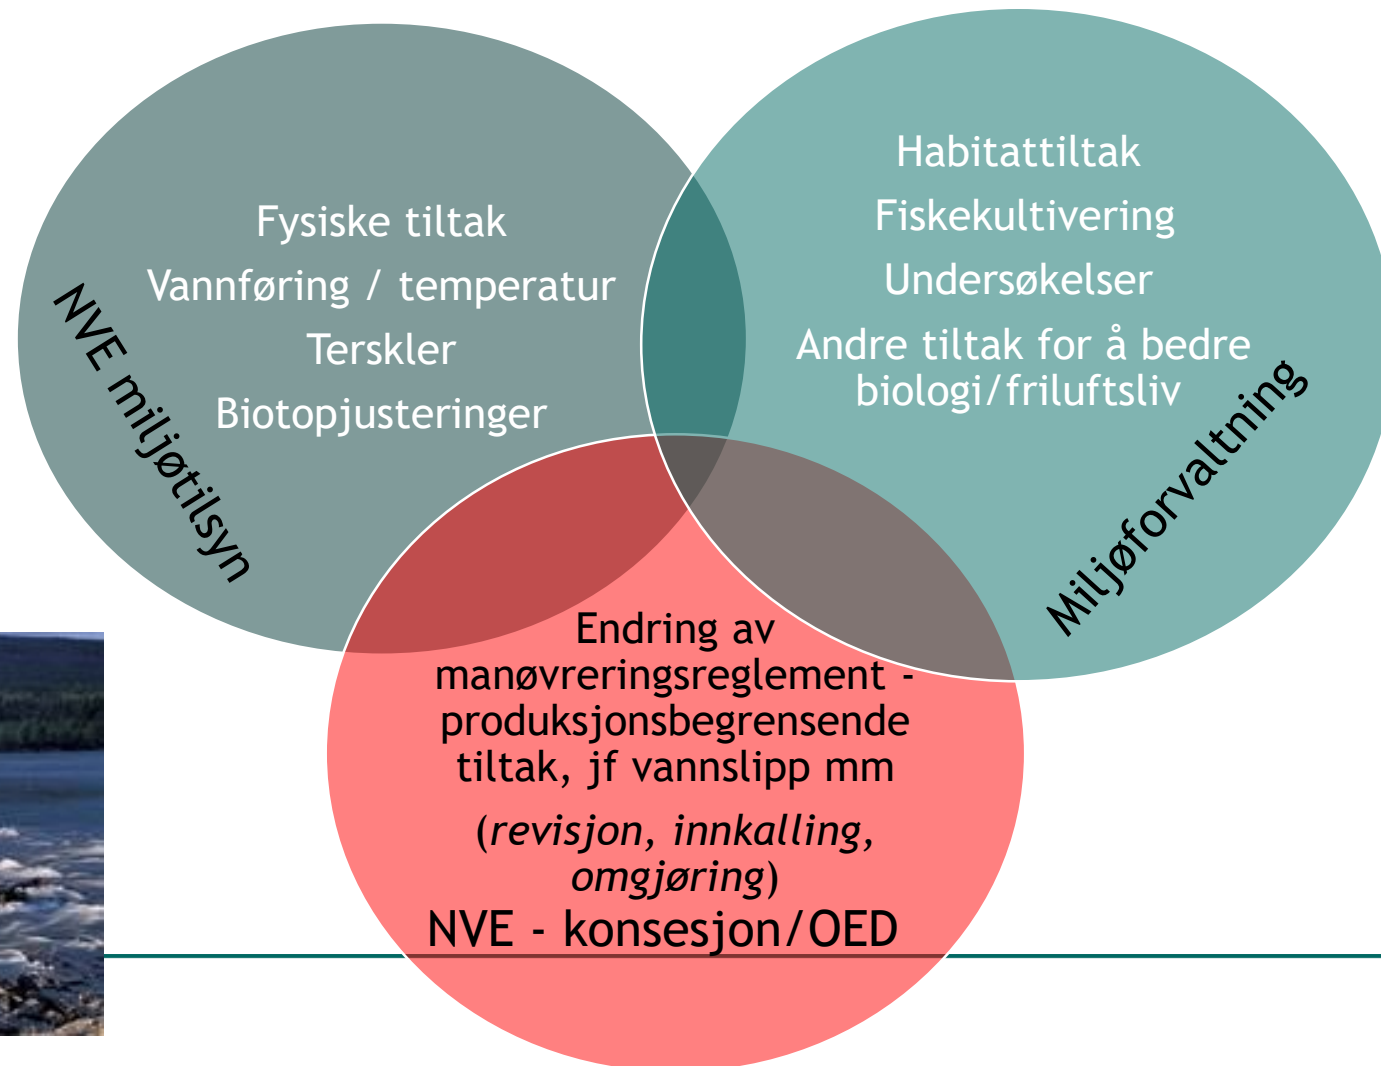 Fysiske tiltak
Vannføring / temperatur
Terskler
Biotopjusteringer
NVE miljøtilsyn
Habitattiltak
Fiskekultivering
Undersøkelser
Andre tiltak for å bedre
biologi/friluftsliv
Miljøforvaltning
Endring av
manøvreringsreglement -
produksjonsbegrensende
tiltak, jf vannslipp mm
(revisjon, innkalling,
omgjøring)
NVE - konsesjon/OED